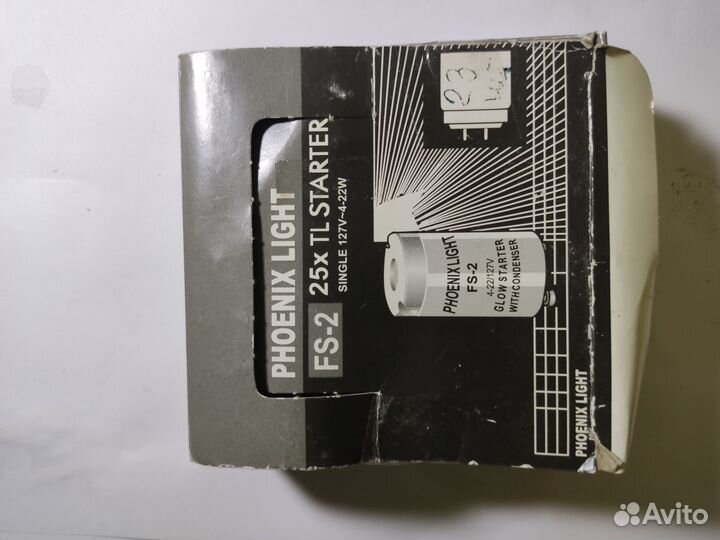 PHOENIX LIGHT
FS-2 25x TL STARTER
SINGLE 127V~4-22W
23
PHOENIX LIGHT
FS-2
4-22/127V
GLOW STARTER
WITH CONDENSER
PHOENIX LIGHT
Avito